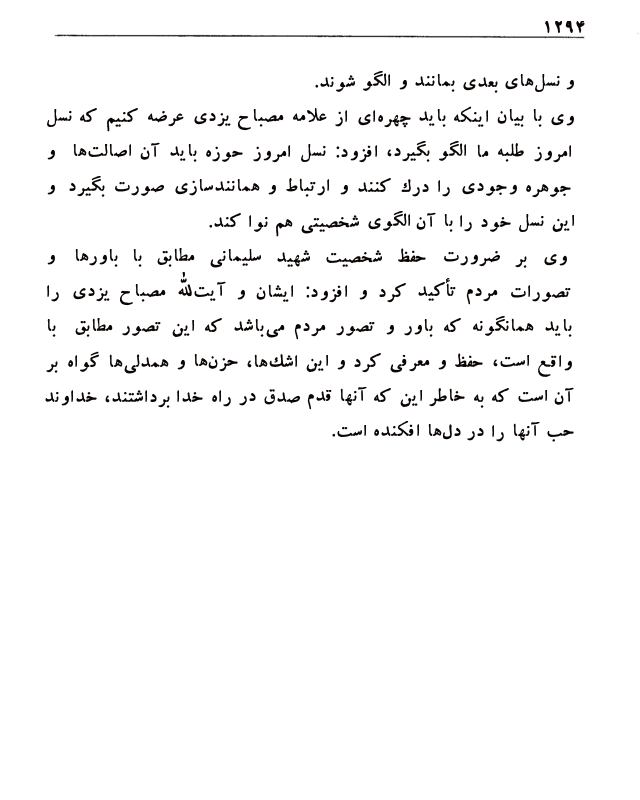 ۱۲۹۴
و نسل‌های بعدی بمانند و الگو شوند.
وی با بیان اینکه باید چهره‌ای از علامه مصباح یزدی عرضه کنیم که نسل
امروز طلبه ما الگو بگیرد، افزود: نسل امروز حوزه باید آن اصالت‌ها و
جوهره وجودی را درك کنند و ارتباط و همانندسازی صورت بگیرد و
این نسل خود را با آن الگوی شخصیتی هم نوا کند.
وی بر ضرورت حفظ شخصیت شهید سلیمانی مطابق با باورها و
تصورات مردم تأکید کرد و افزود: ایشان و آیت‌الله مصباح یزدی را
باید همانگونه که باور و تصور مردم می‌باشد که این تصور مطابق با
واقع است، حفظ و معرفی کرد و این اشك‌ها، حزن‌ها و همدلی‌ها گواه بر
آن است که به خاطر این که آنها قدم صدق در راه خدا برداشتند، خداوند
حب آنها را در دل‌ها افکنده است.